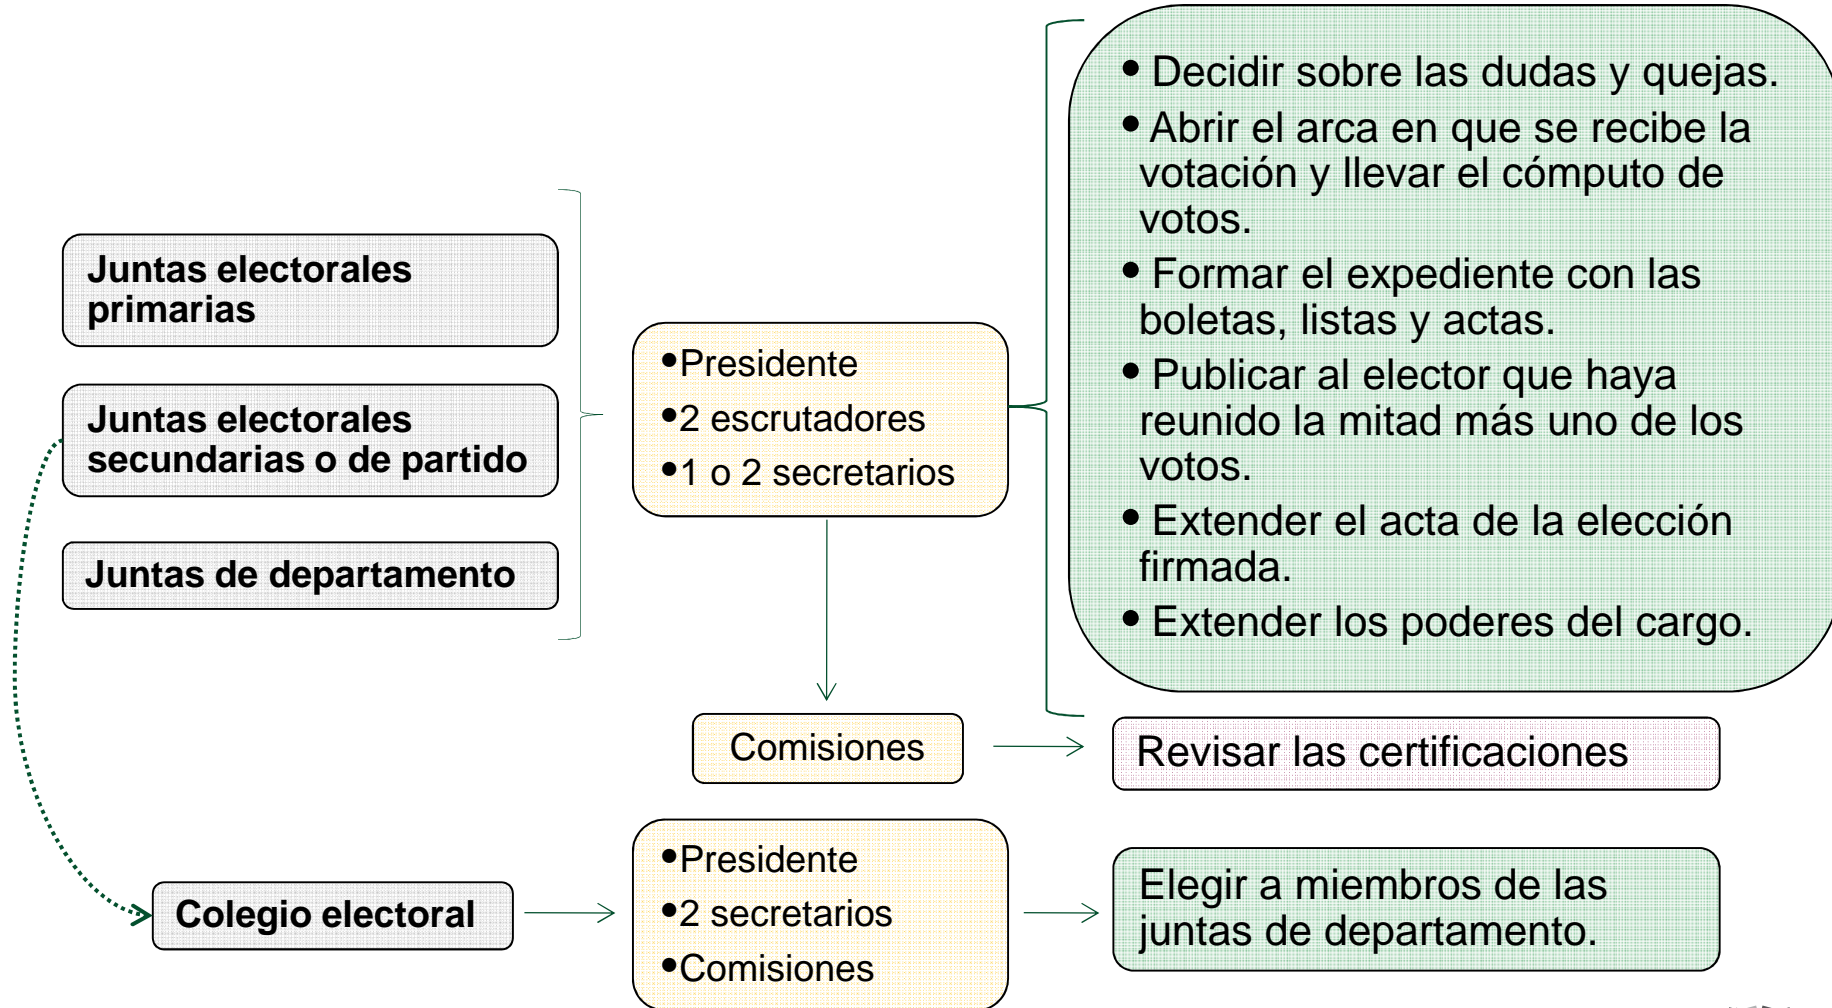 Juntas electorales
primarias
Juntas electorales
secundarias o de partido
Juntas de departamento
•Presidente
•2 escrutadores
•1 o 2 secretarios
• Decidir sobre las dudas y quejas.
• Abrir el arca en que se recibe la
votación y llevar el cómputo de
votos.
• Formar el expediente con las
boletas, listas y actas.
• Publicar al elector que haya
reunido la mitad más uno de los
votos.
• Extender el acta de la elección
firmada.
• Extender los poderes del cargo.
Comisiones
Revisar las certificaciones
Colegio electoral
•Presidente
•2 secretarios
•Comisiones
Elegir a miembros de las
juntas de departamento.